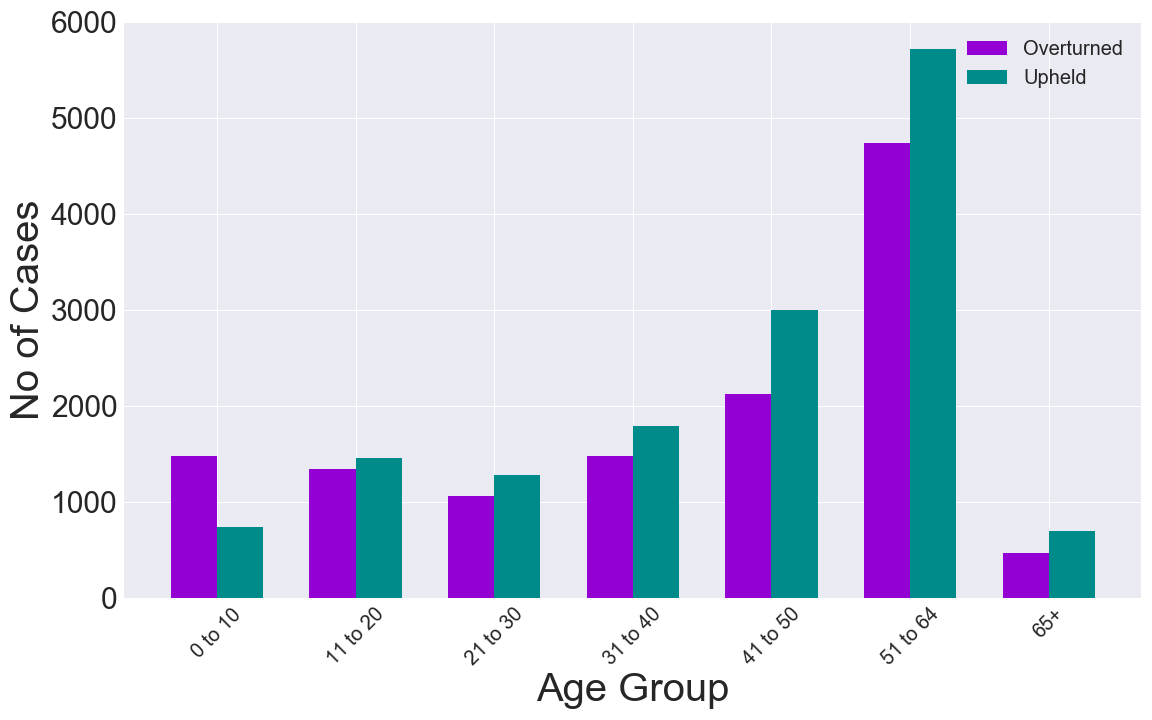 6000
5000
4000
3000
2000
1000
0
No of Cases
Overturned
Upheld
0 to 10
11 to 20
21 to 30
31 to 40
41 to 50
51 to 64
65+
Age Group